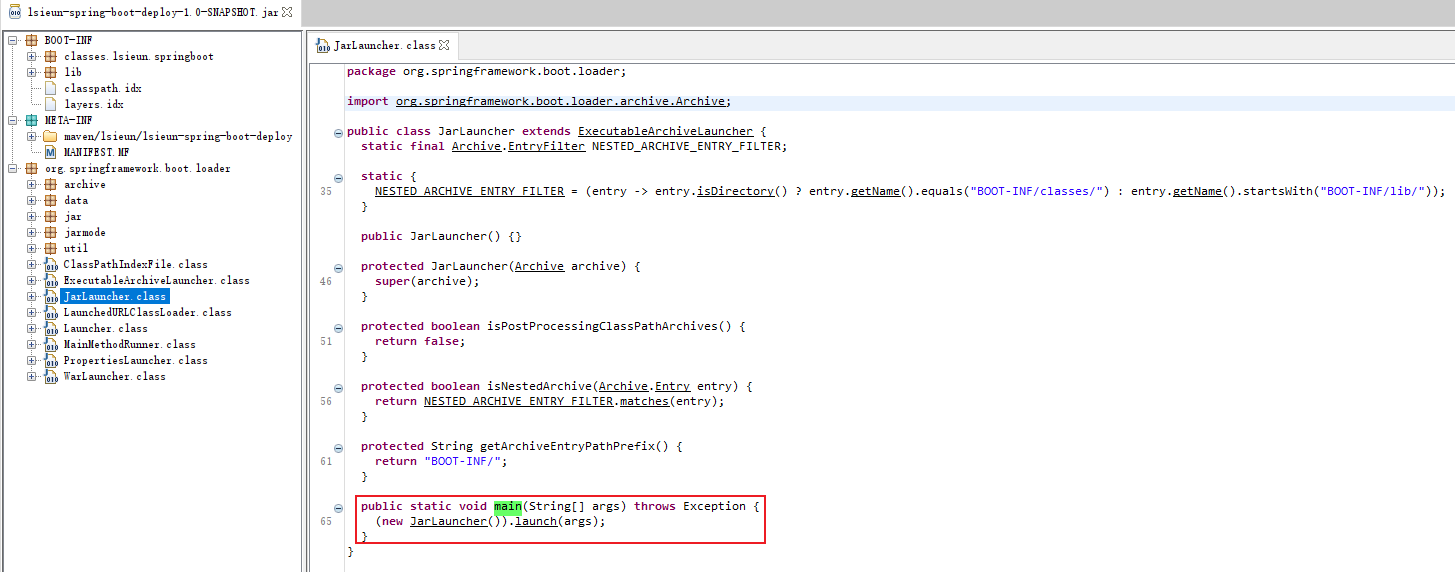 lsieun-spring-boot-deploy-1.0-SNAPSHOT.jar
BOOT-INF
classes.lsieun.springboot
lib
classpath.idx
layers.idx
META-INF
maven/lsieun/lsieun-spring-boot-deploy
MANIFEST.MF
org.springframework.boot.loader
archive
data
jar
jarmode
util
ClassPathIndexFile.class
ExecutableArchiveLauncher.class
JarLauncher.class
LaunchedURLClassLoader.class
Launcher.class
MainMethodRunner.class
PropertiesLauncher.class
WarLauncher.class
JarLauncher.class
package org.springframework.boot.loader;
import org.springframework.boot.loader.archive.Archive;
public class JarLauncher extends ExecutableArchiveLauncher {
static final Archive.EntryFilter NESTED_ARCHIVE_ENTRY_FILTER;
static {
35 NESTED_ARCHIVE_ENTRY_FILTER = (entry -> entry.isDirectory() ? entry.getName().equals("BOOT-INF/classes/") : entry.getName().startsWith("BOOT-INF/lib/"));
}
public JarLauncher() {}
protected JarLauncher(Archive archive) {
46 super(archive);
}
protected boolean isPostProcessingClassPathArchives() {
51 return false;
}
protected boolean isNestedArchive(Archive.Entry entry) {
56 return NESTED_ARCHIVE_ENTRY_FILTER.matches(entry);
}
protected String getArchiveEntryPathPrefix() {
61 return "BOOT-INF/";
}
public static void main(String[] args) throws Exception {
65 (new JarLauncher()).launch(args);
}
}